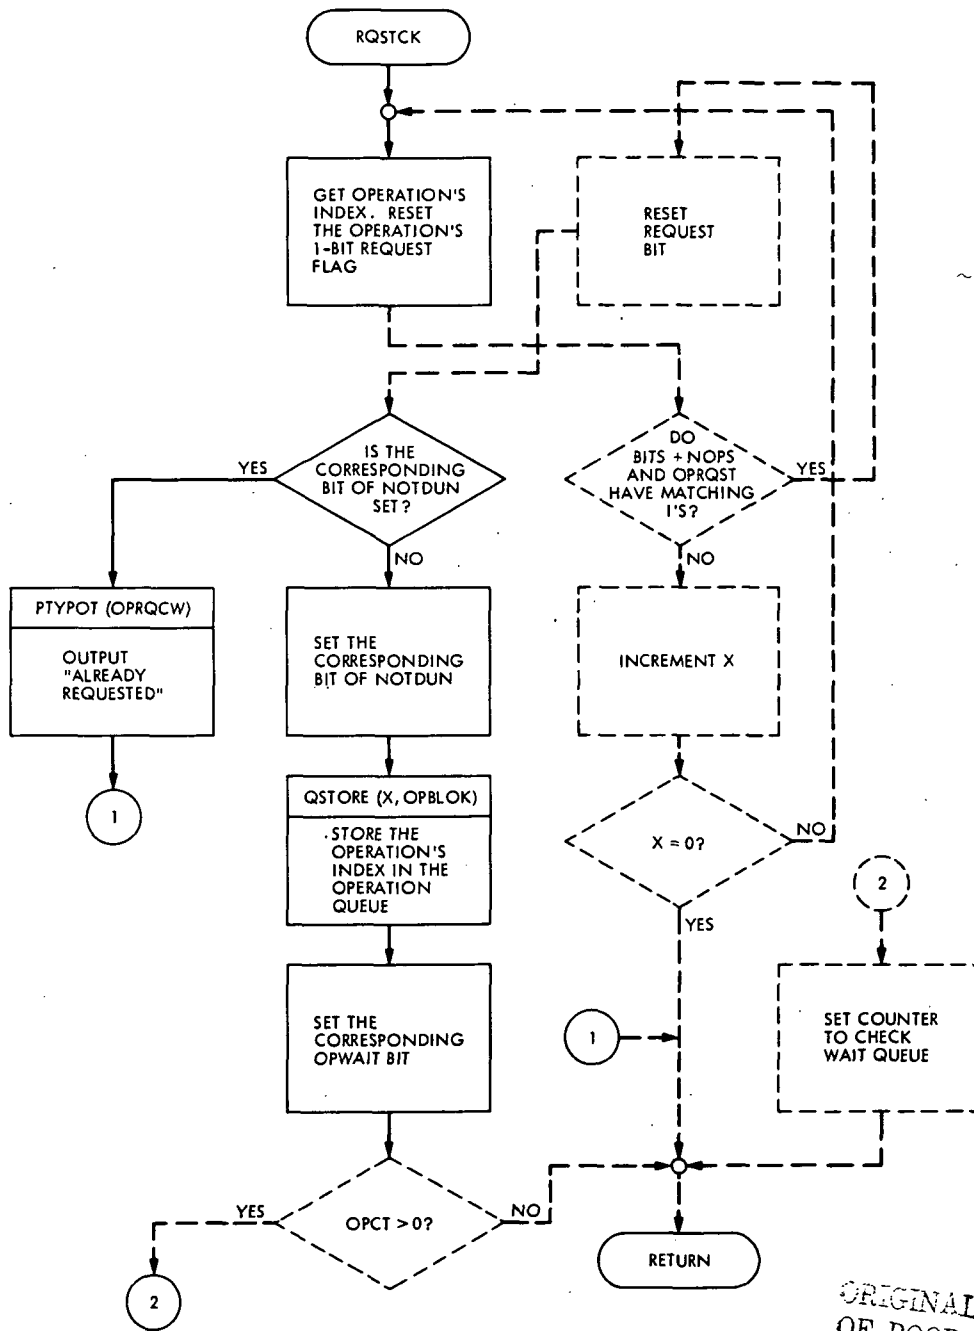 RQSTCK
GET OPERATION'S
INDEX. RESET
THE OPERATION'S
1-BIT REQUEST
FLAG
RESET
REQUEST
BIT
IS THE
CORRESPONDING
BIT OF NOTDUN
SET?
YES
NO
DO
BITS + NOPS
AND OPRQST
HAVE MATCHING
I'S?
YES
NO
PTYPOT (OPRQCW)
OUTPUT
"ALREADY
REQUESTED"
1
SET THE
CORRESPONDING
BIT OF NOTDUN
INCREMENT X
QSTORE (X, OPBLOK)
STORE THE
OPERATION'S
INDEX IN THE
OPERATION
QUEUE
X = 0?
NO
YES
2
SET THE
CORRESPONDING
OPWAIT BIT
1
SET COUNTER
TO CHECK
WAIT QUEUE
OPCT > 0?
YES
NO
2
RETURN
ORIGINAL
OF POOR